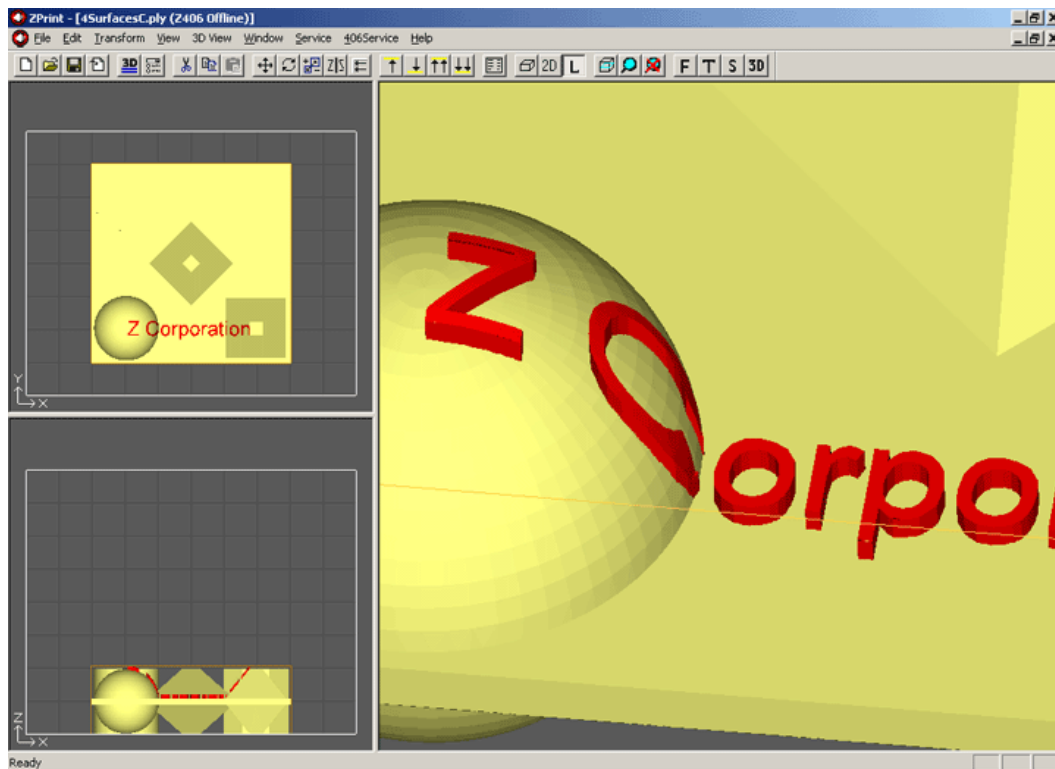 ZPrint - [4SurfacesC.ply (Z406 Offline)]
File Edit Transform View 3D View Window Service 406Service Help
3D Z|S 2D L F T S 3D
Z Corporation
Y
X
Z
X
Z Corpor
Ready